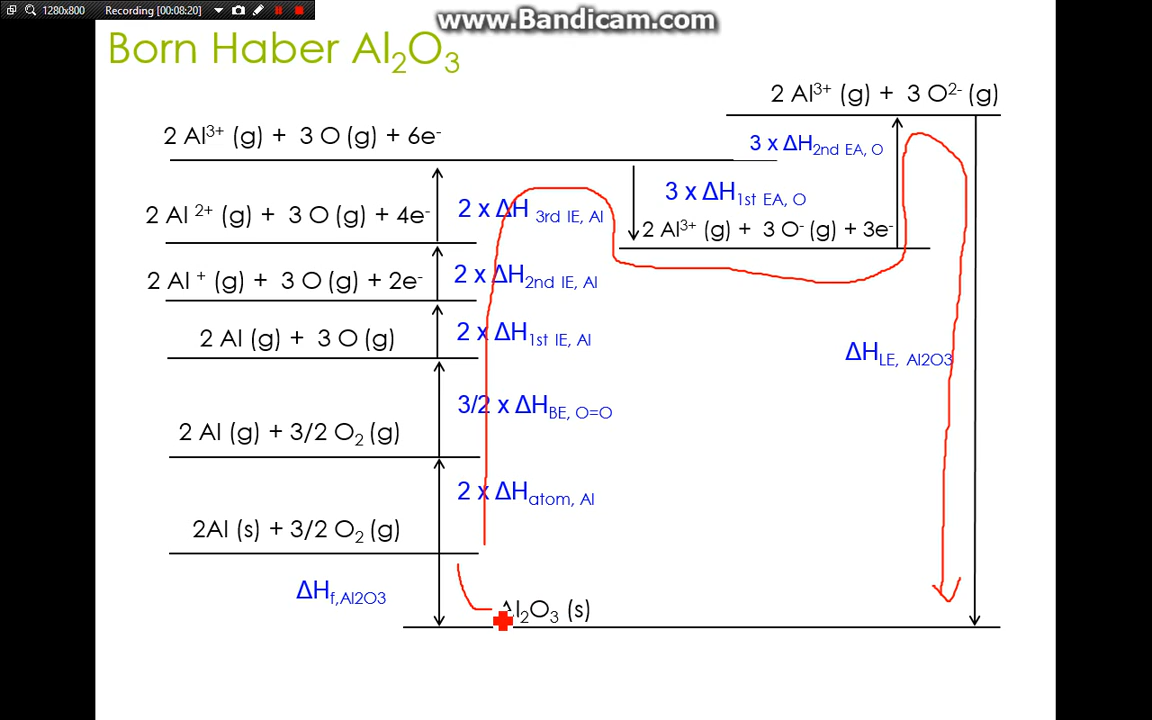 1280x800
Recording [00:08:20]
www.Bandicam.com
Born Haber Al₂O₃
2 Al³⁺ (g) + 3 O²⁻ (g)
2 Al³⁺ (g) + 3 O (g) + 6e⁻
3 x ΔH2nd EA, O
3 x ΔH1st EA, O
2 Al ²⁺ (g) + 3 O (g) + 4e⁻
2 x ΔH 3rd IE, Al
2 Al³⁺ (g) + 3 O⁻ (g) + 3e⁻
2 Al ⁺ (g) + 3 O (g) + 2e⁻
2 x ΔH2nd IE, Al
2 Al (g) + 3 O (g)
2 x ΔH1st IE, Al
ΔHLE, Al2O3
3/2 x ΔHBE, O=O
2 Al (g) + 3/2 O₂ (g)
2 x ΔHatom, Al
2Al (s) + 3/2 O₂ (g)
ΔHf,Al2O3
Al₂O₃ (s)